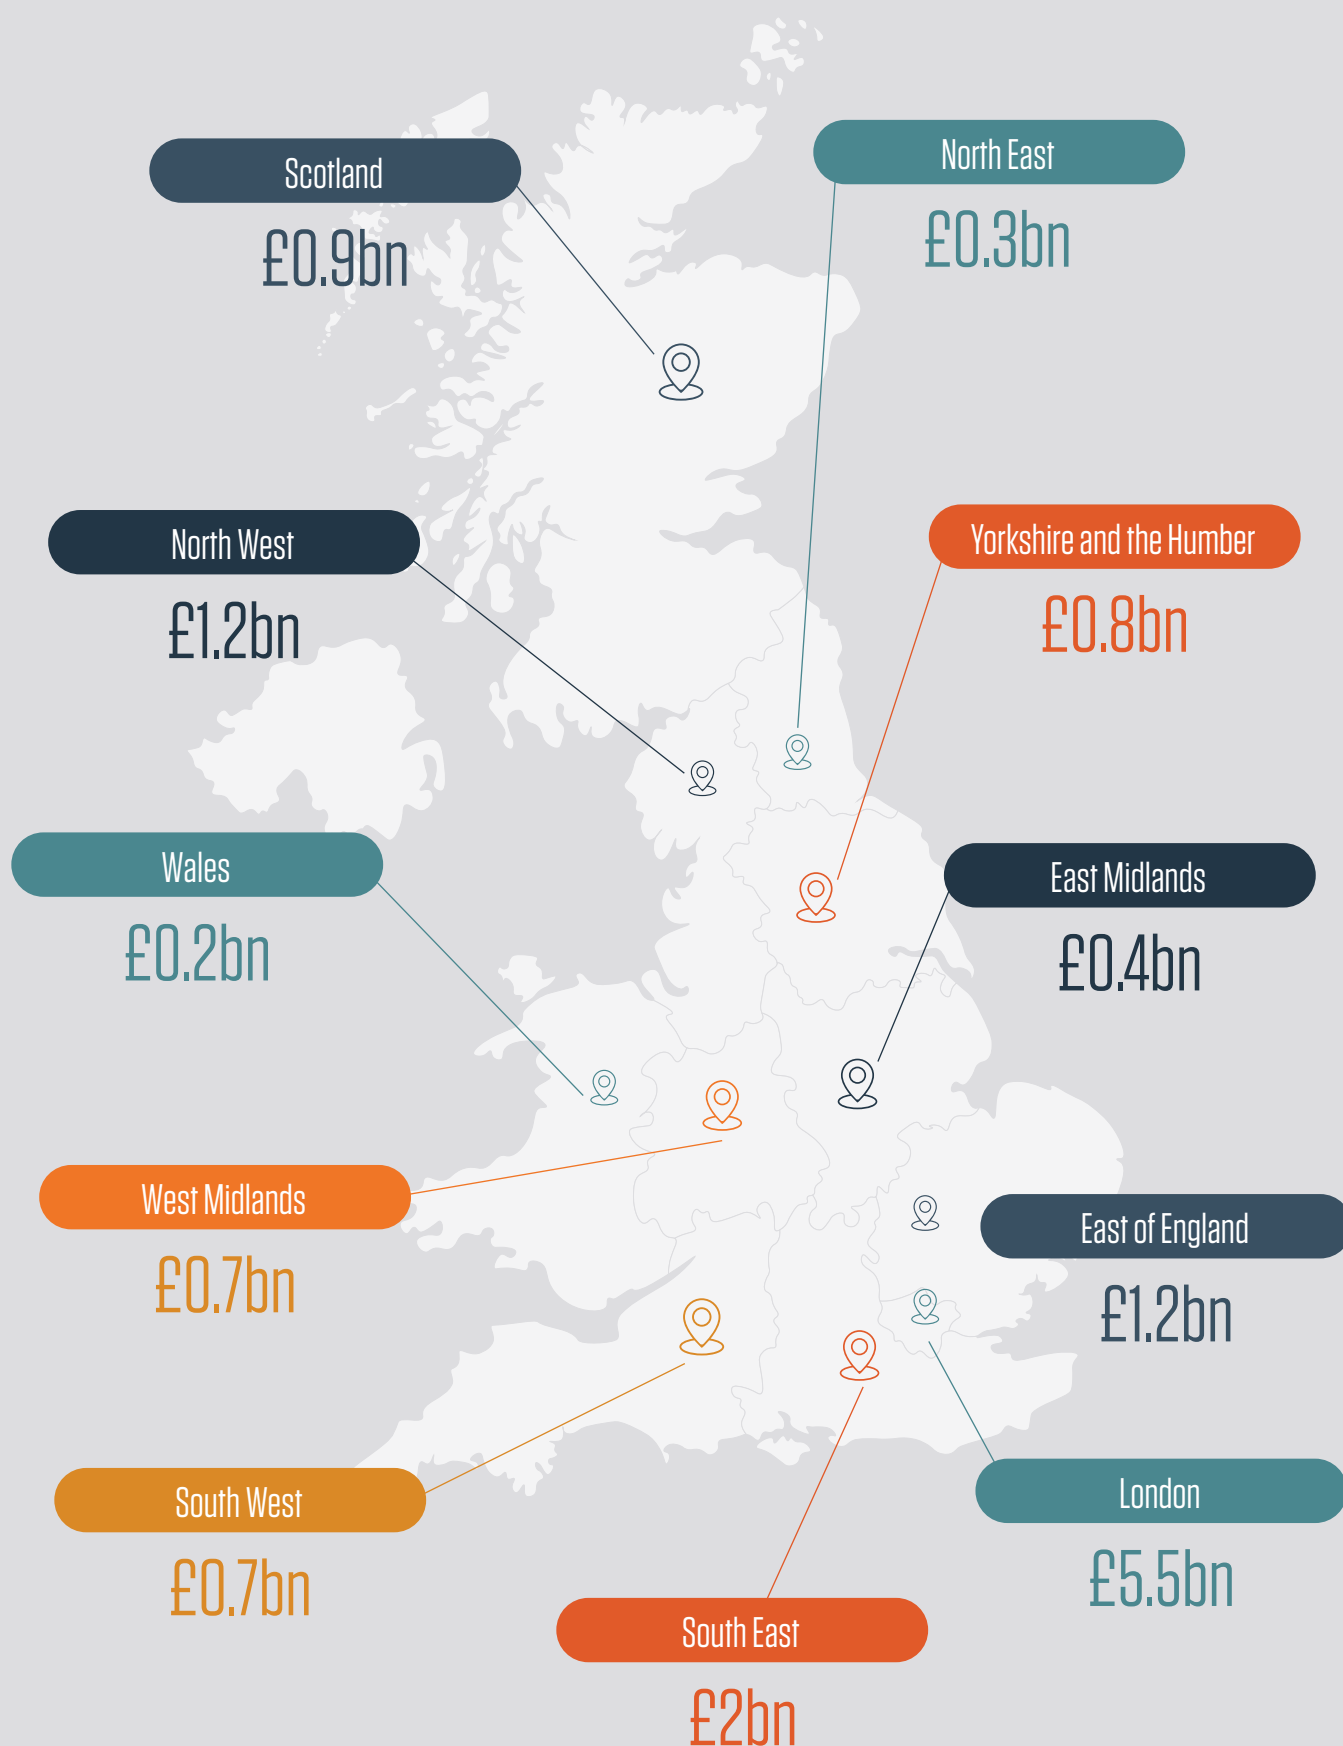 Scotland
£0.9bn
North East
£0.3bn
North West
£1.2bn
Yorkshire and the Humber
£0.8bn
Wales
£0.2bn
East Midlands
£0.4bn
West Midlands
£0.7bn
East of England
£1.2bn
South West
£0.7bn
London
£5.5bn
South East
£2bn